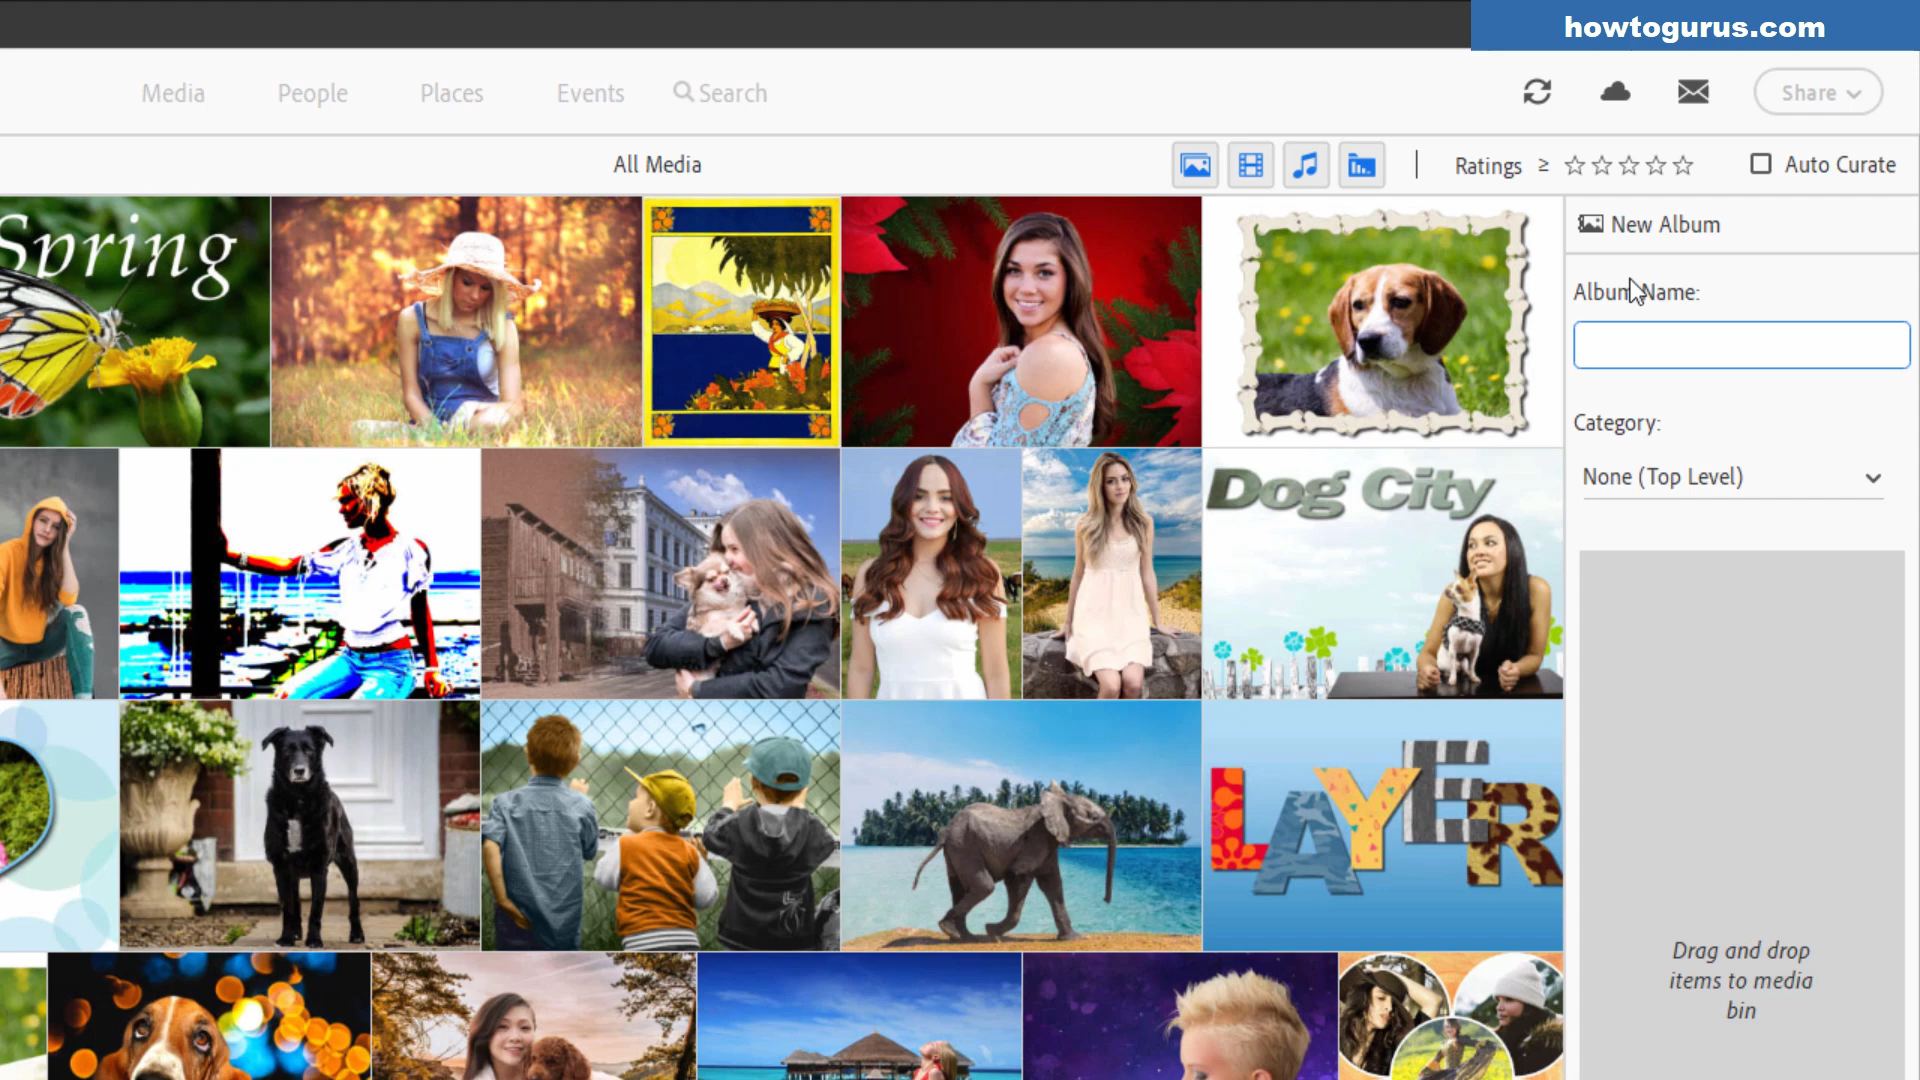 howtogurus.com
Media People Places Events Search
Share
All Media
Ratings ≥
Auto Curate
New Album
Album Name:
Category:
None (Top Level)
Spring
Dog City
LAYER
Drag and drop
items to media
bin